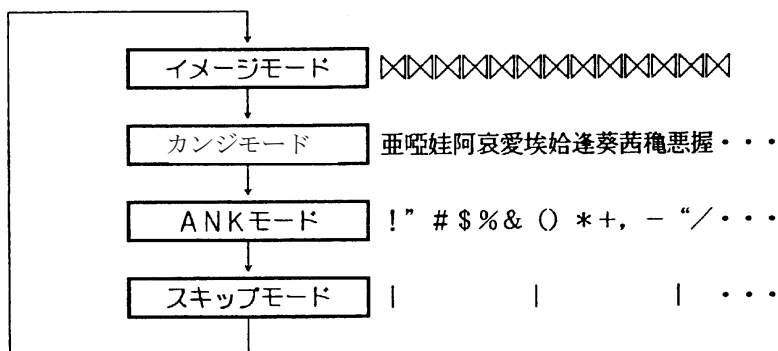 イメージモード
カンジモード 亜唖娃阿哀愛埃姶逢葵茜穐悪握・・・
ANKモード !”#$%&()*+,−“/・・・
スキップモード | | | ・・・